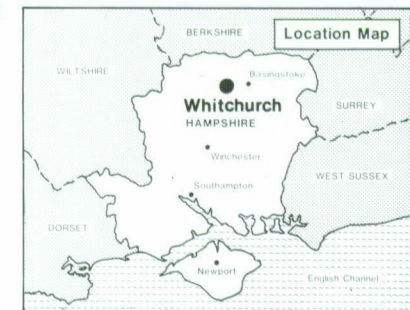 Location Map
BERKSHIRE
WILTSHIRE
Basingstoke
Whitchurch
HAMPSHIRE
SURREY
Winchester
WEST SUSSEX
Southampton
DORSET
Newport
English Channel